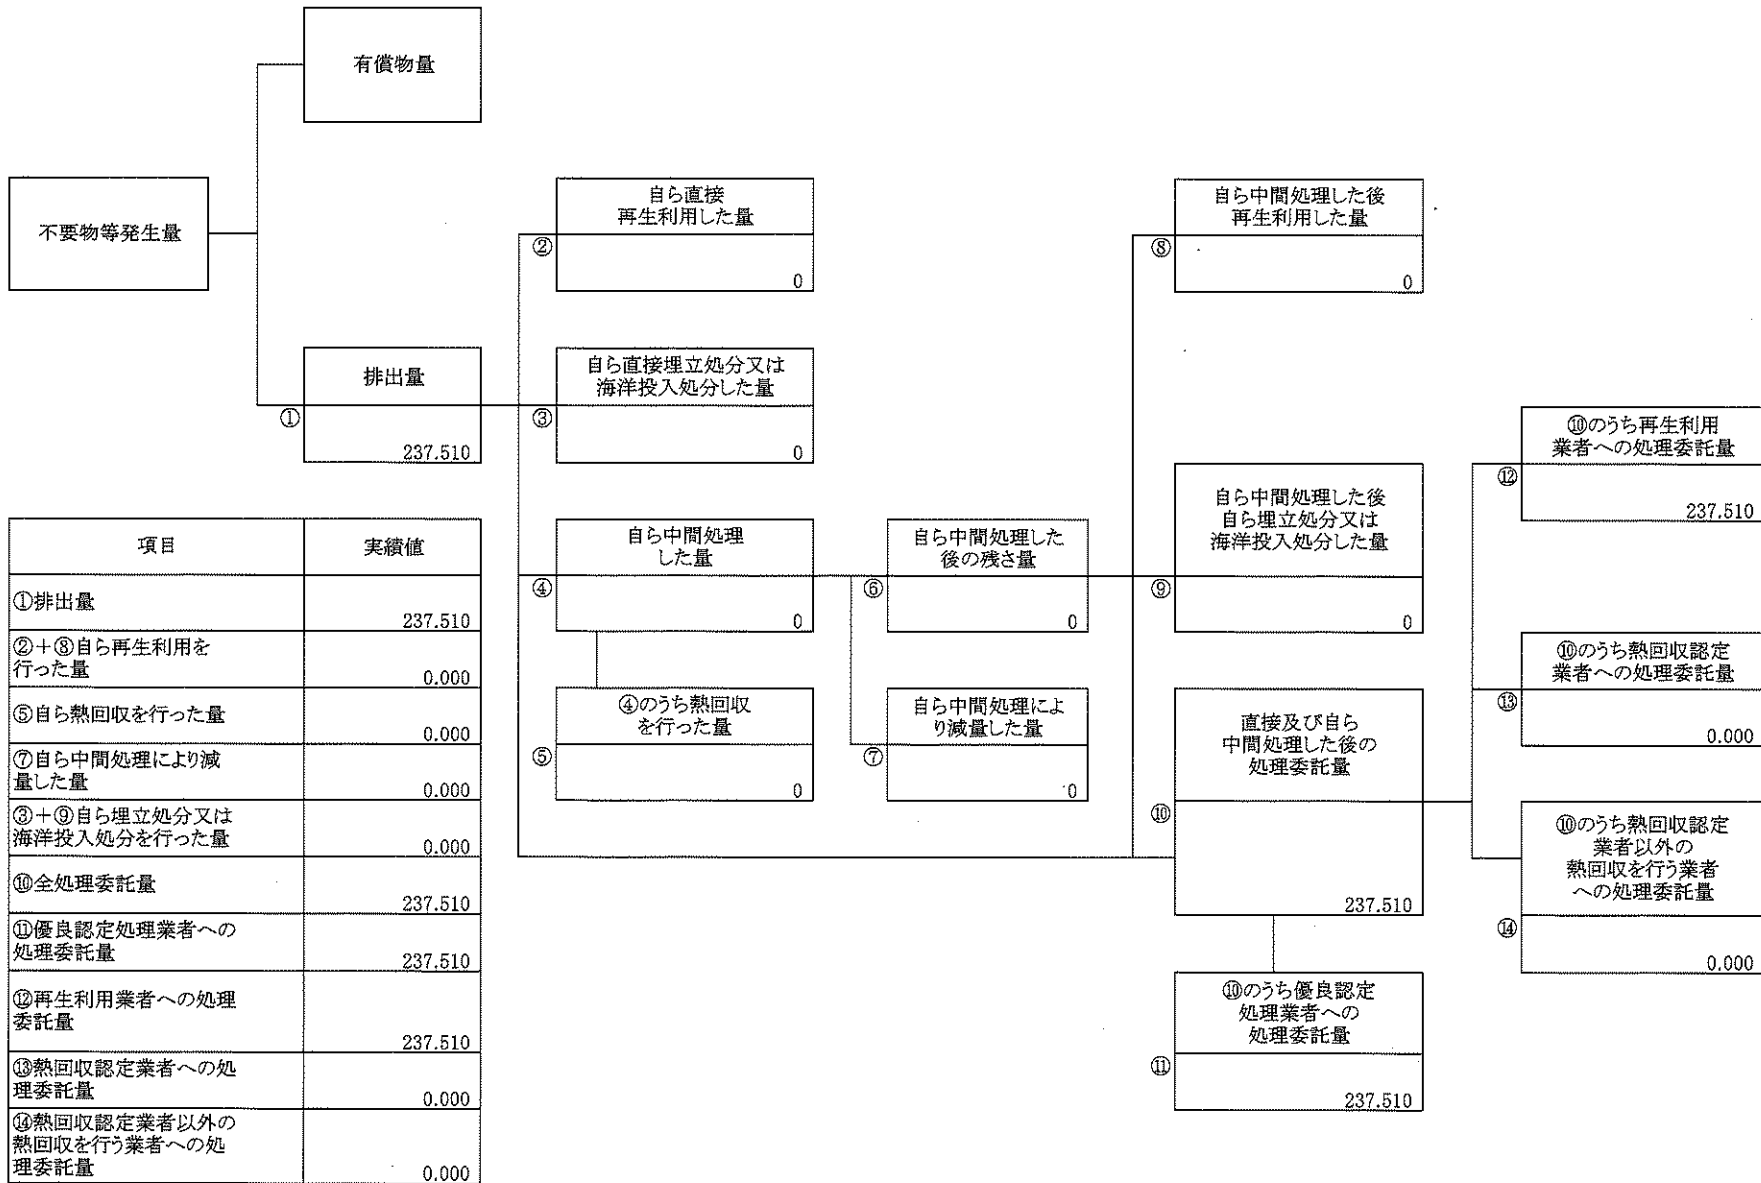 有償物量
不要物等発生量
排出量
①
237.510
自ら直接
再生利用した量
②
0
自ら直接埋立処分又は
海洋投入処分した量
③
0
自ら中間処理
した量
④
0
④のうち熱回収
を行った量
⑤
0
自ら中間処理した
後の残さ量
⑥
0
自ら中間処理によ
り減量した量
⑦
0
自ら中間処理した後
再生利用した量
⑧
0
自ら中間処理した後
自ら埋立処分又は
海洋投入処分した量
⑨
0
直接及び自ら
中間処理した後の
処理委託量
⑩
237.510
⑩のうち優良認定
処理業者への
処理委託量
⑪
237.510
⑩のうち再生利用
業者への処理委託量
⑫
237.510
⑩のうち熱回収認定
業者への処理委託量
⑬
0.000
⑩のうち熱回収認定
業者以外の
熱回収を行う業者
への処理委託量
⑭
0.000
項目 実績値
①排出量
237.510
②+⑧自ら再生利用を
行った量
0.000
⑤自ら熱回収を行った量
0.000
⑦自ら中間処理により減
量した量
0.000
③+⑨自ら埋立処分又は
海洋投入処分を行った量
0.000
⑩全処理委託量
237.510
⑪優良認定処理業者への
処理委託量
237.510
⑫再生利用業者への処理
委託量
237.510
⑬熱回収認定業者への処
理委託量
0.000
⑭熱回収認定業者以外の
熱回収を行う業者への処
理委託量
0.000